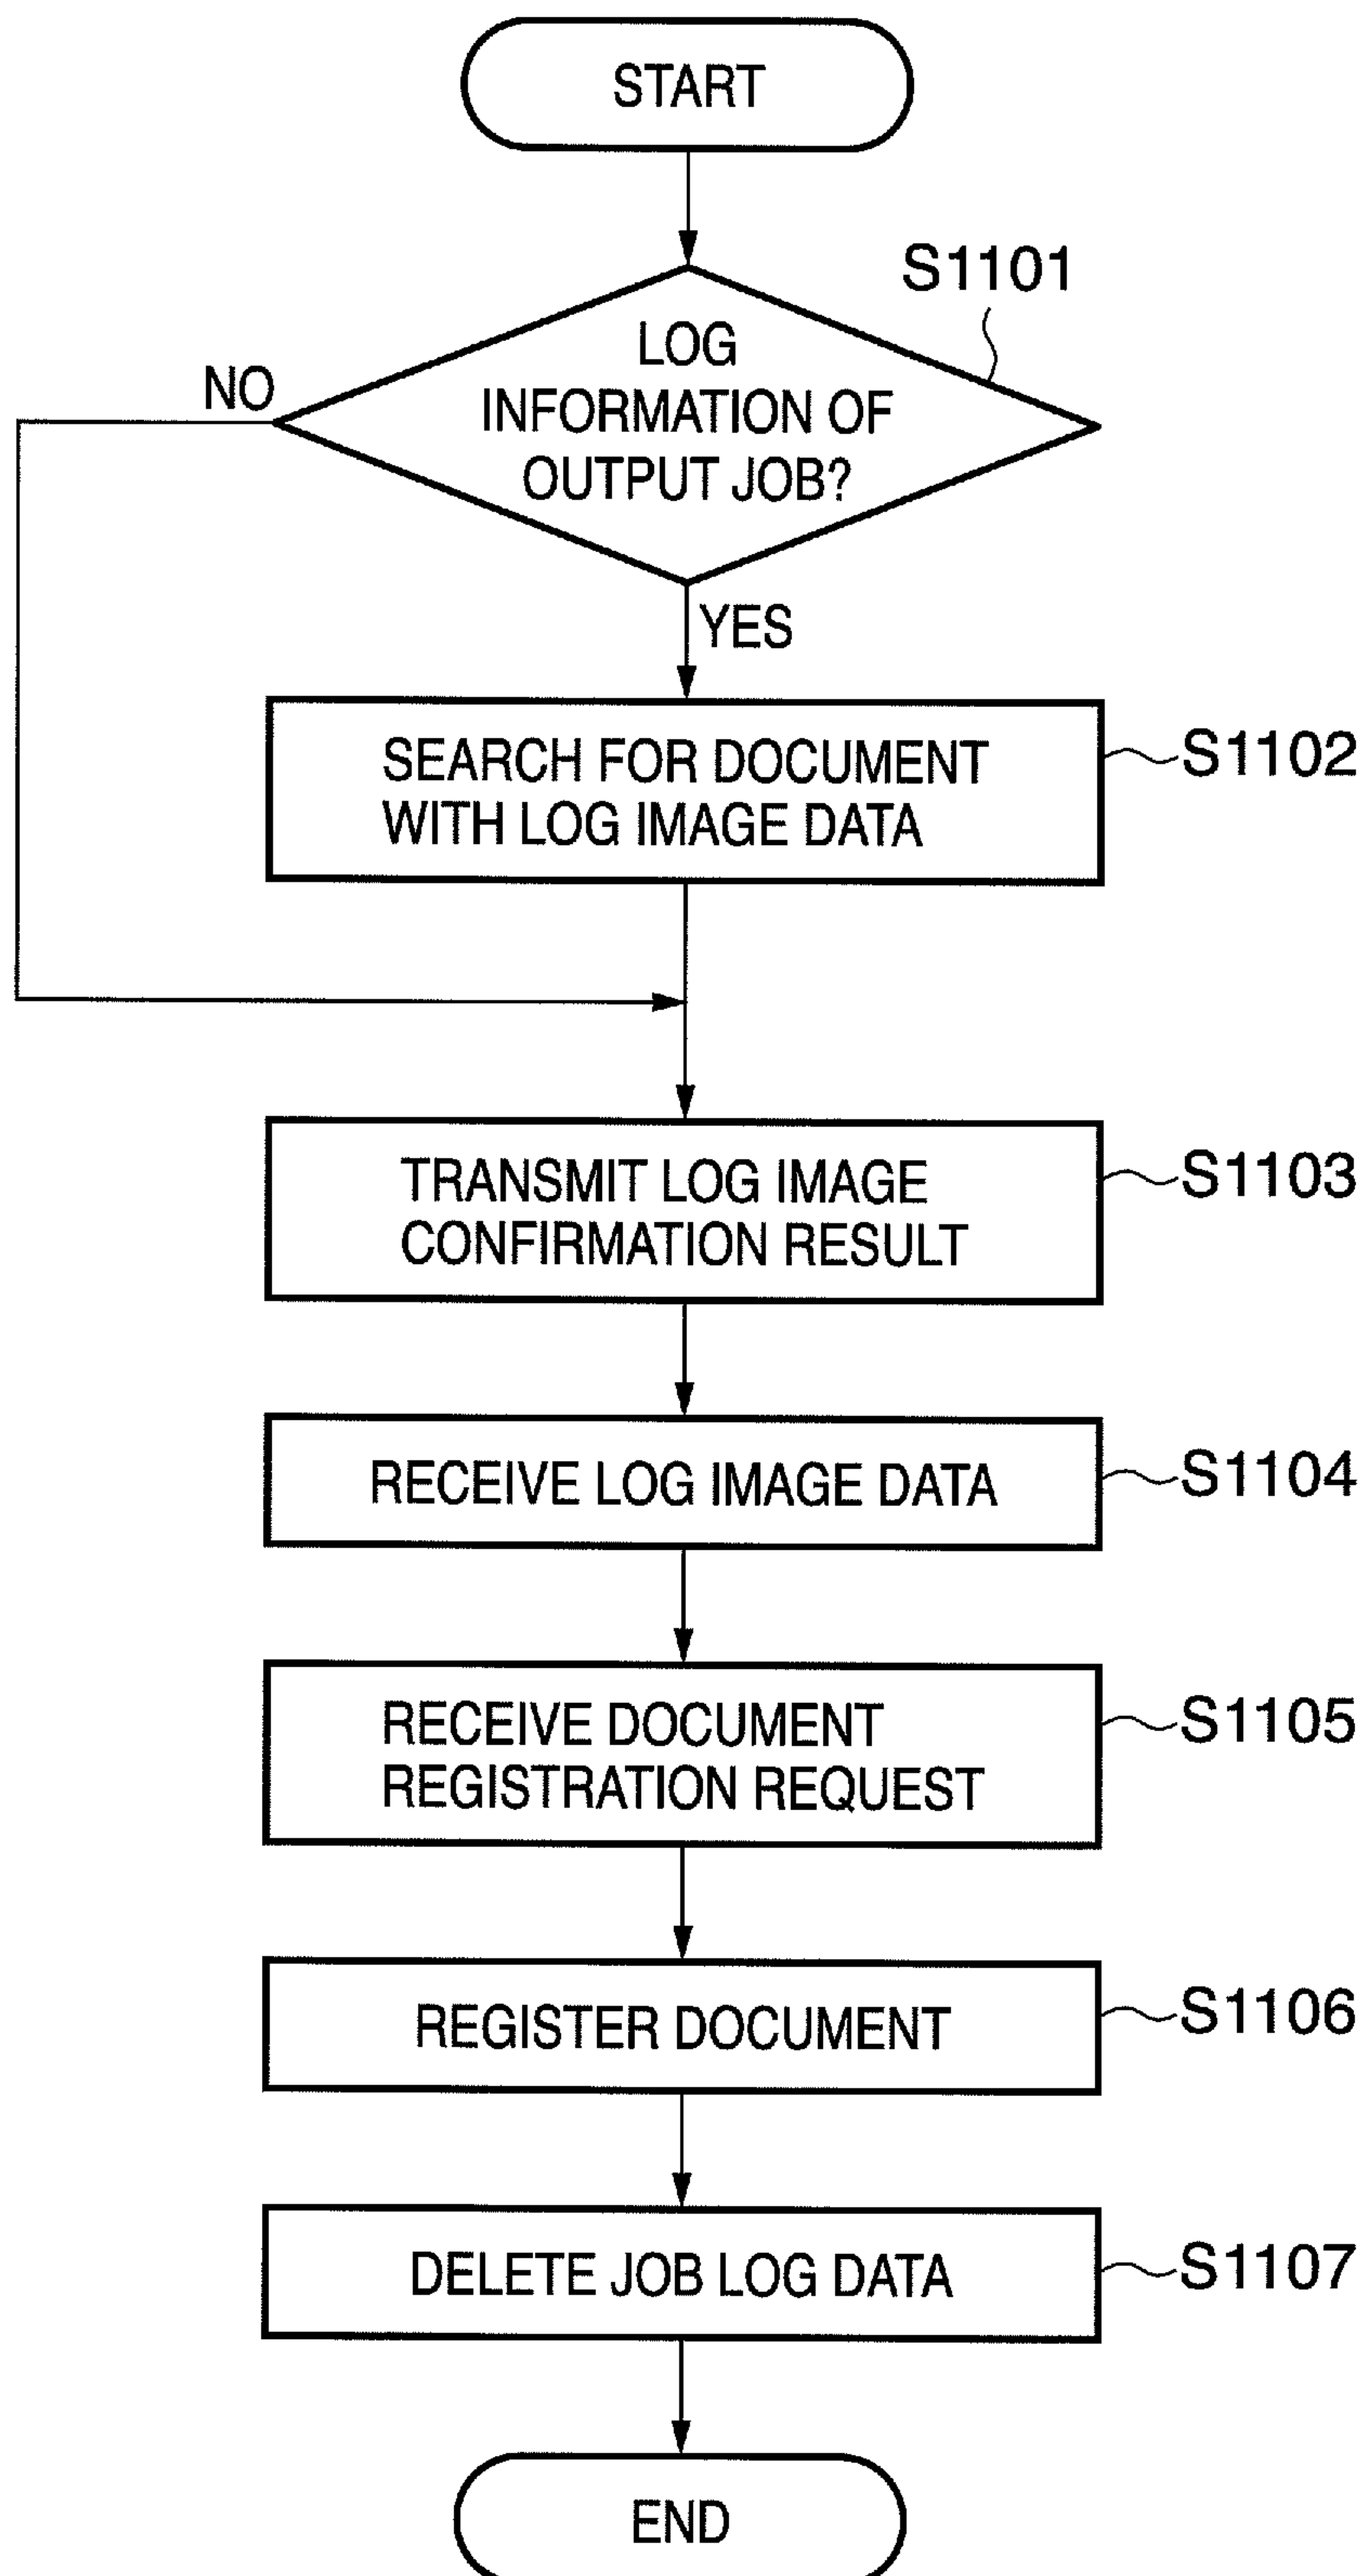 START
S1101
LOG
INFORMATION OF
OUTPUT JOB?
NO
YES
SEARCH FOR DOCUMENT
WITH LOG IMAGE DATA
S1102
TRANSMIT LOG IMAGE
CONFIRMATION RESULT
S1103
RECEIVE LOG IMAGE DATA
S1104
RECEIVE DOCUMENT
REGISTRATION REQUEST
S1105
REGISTER DOCUMENT
S1106
DELETE JOB LOG DATA
S1107
END